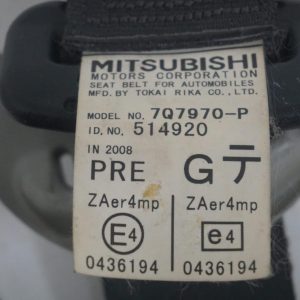 MITSUBISHI
MOTORS CORPORATION
SEAT BELT FOR AUTOMOBILES
MFD. BY TOKAI RIKA CO., LTD.
MODEL NO. 7Q7970-P
ID. NO. 514920
IN 2008
PRE G テ
ZAer4mp ZAer4mp
E4 e4
0436194 0436194